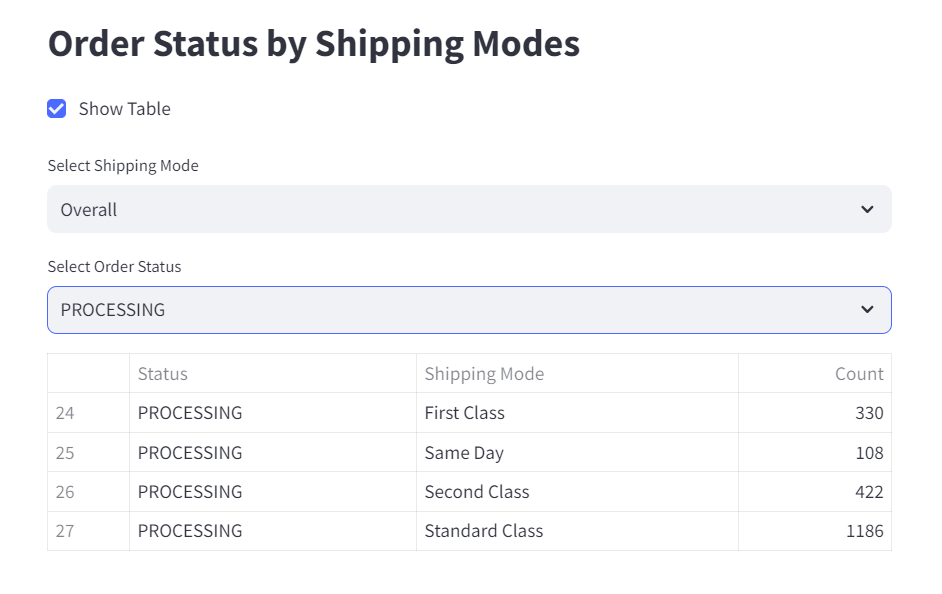 Order Status by Shipping Modes
Show Table
Select Shipping Mode
Overall
Select Order Status
PROCESSING
Status Shipping Mode Count
24 PROCESSING First Class 330
25 PROCESSING Same Day 108
26 PROCESSING Second Class 422
27 PROCESSING Standard Class 1186